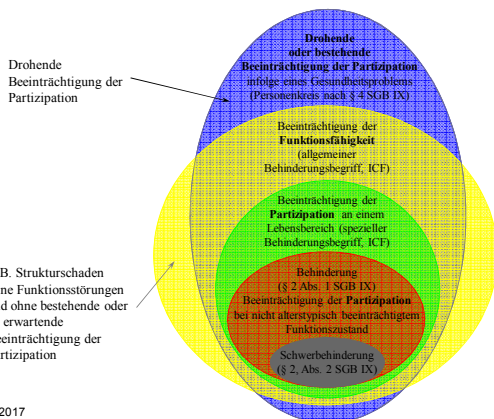 Drohende
oder bestehende
Beeinträchtigung der Partizipation
infolge eines Gesundheitsproblems
(Personenkreis nach § 4 SGB IX)
Drohende
Beeinträchtigung der
Partizipation
Beeinträchtigung der
Funktionsfähigkeit
(allgemeiner
Behinderungsbegriff, ICF)
Beeinträchtigung der
Partizipation an einem
Lebensbereich (spezieller
Behinderungsbegriff, ICF)
B. Strukturschaden
ne Funktionsstörungen
d ohne bestehende oder
erwartende
eeinträchtigung der
rtizipation
Behinderung
(§ 2 Abs. 1 SGB IX)
Beeinträchtigung der Partizipation
bei nicht alterstypisch beeinträchtigtem
Funktionszustand
Schwerbehinderung
(§ 2, Abs. 2 SGB IX)
2017